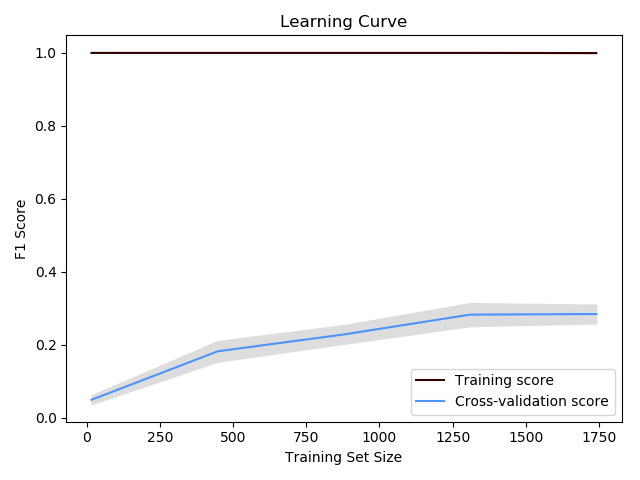 Learning Curve
1.0
0.8
0.6
0.4
0.2
0.0
F1 Score
0 250 500 750 1000 1250 1500 1750
Training Set Size
Training score
Cross-validation score